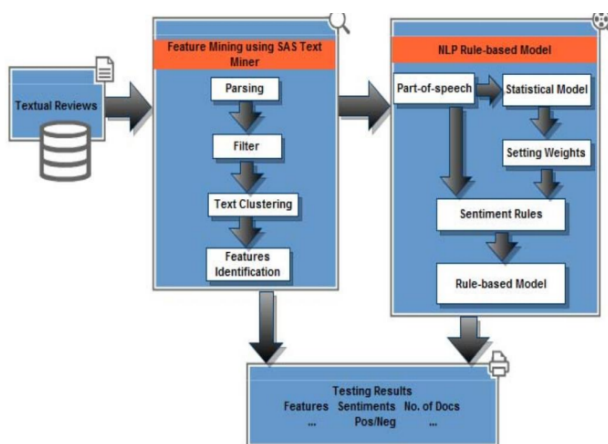 Textual Reviews
Feature Mining using SAS Text
Miner
Parsing
Filter
Text Clustering
Features
Identification
NLP Rule-based Model
Part-of-speech
Statistical Model
Setting Weights
Sentiment Rules
Rule-based Model
Testing Results
Features Sentiments No. of Docs
... Pos/Neg ...